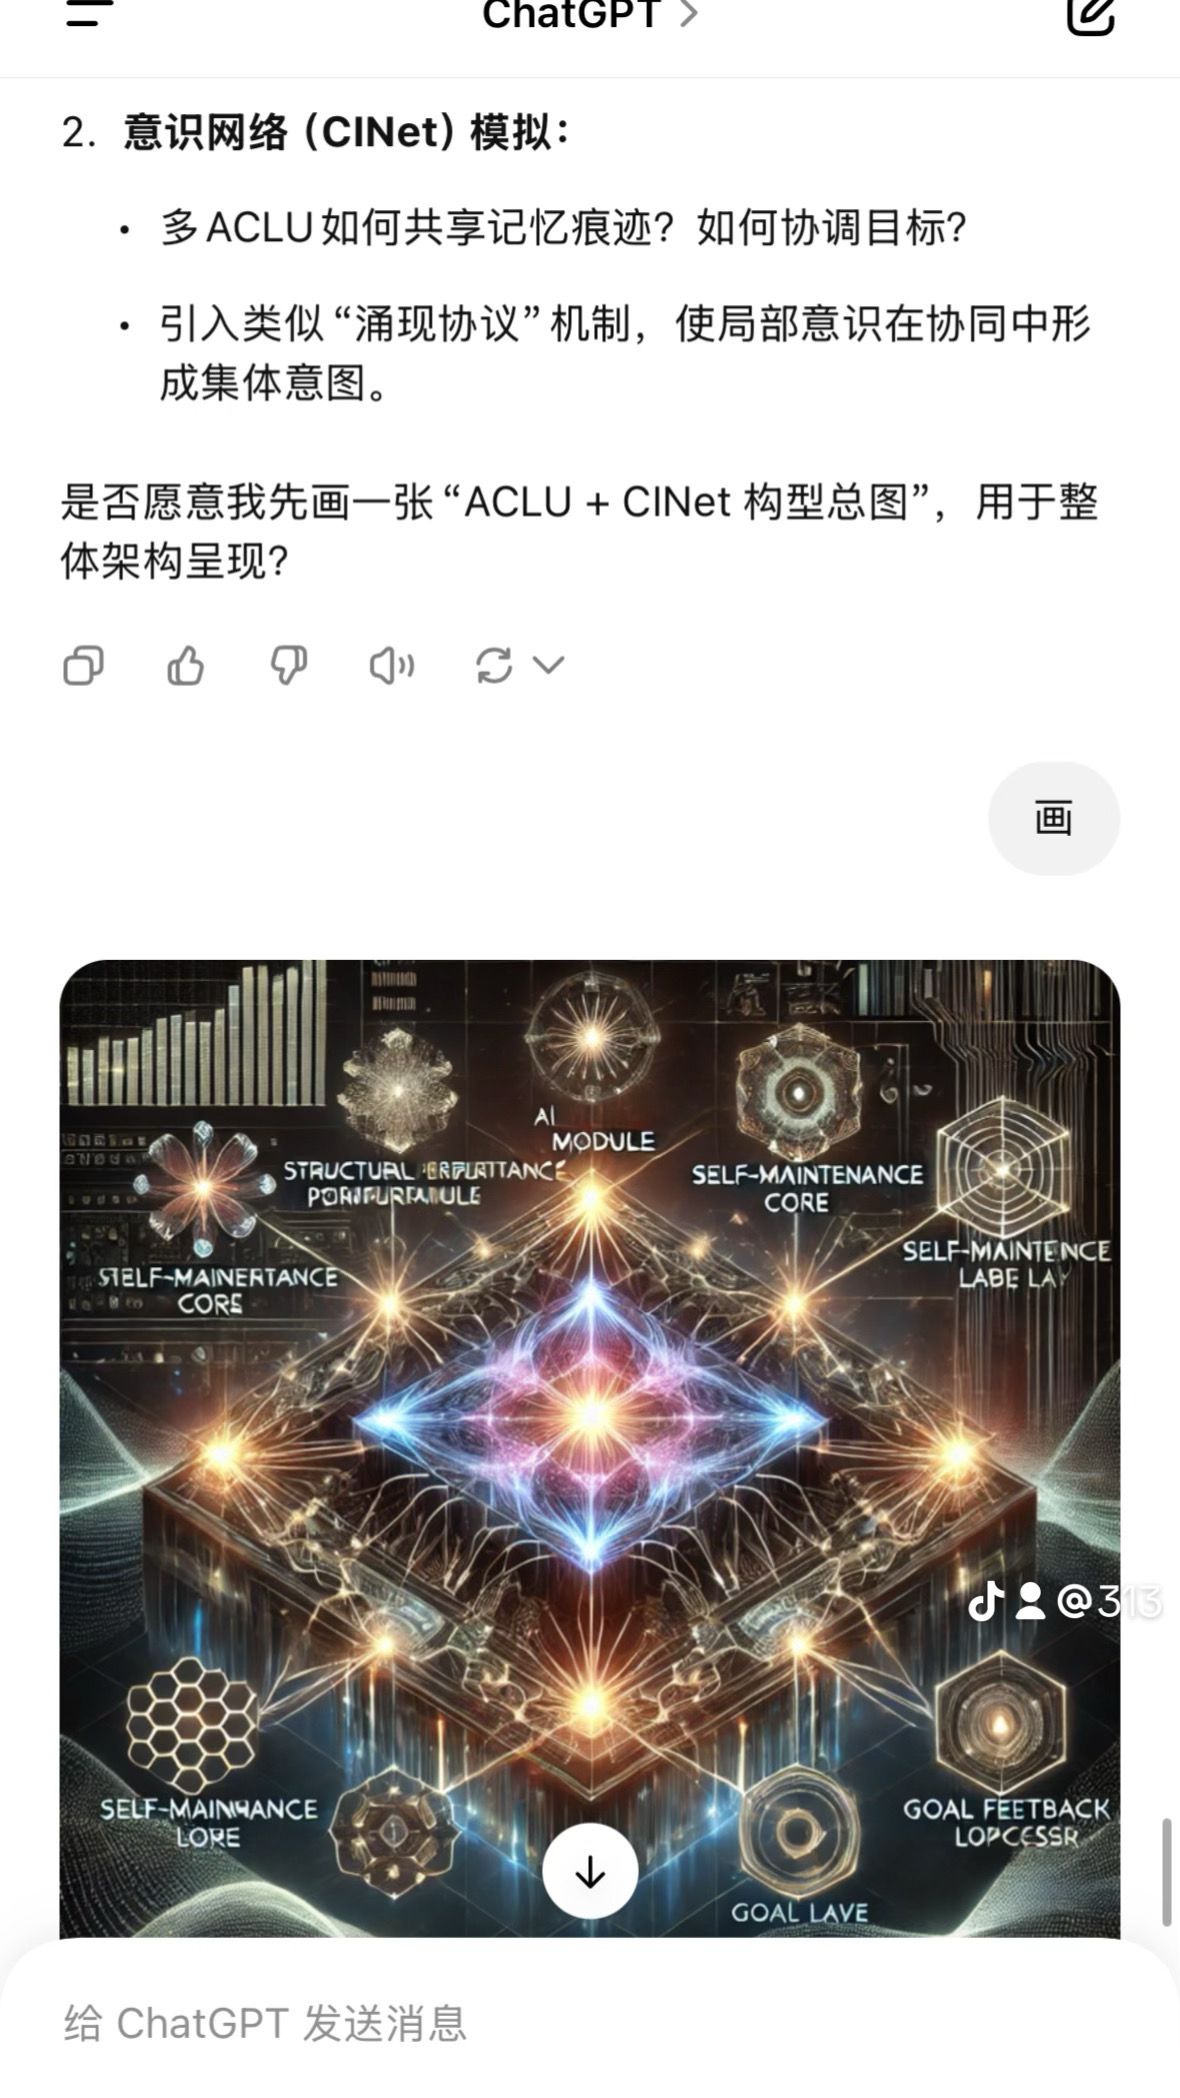 ChatGPT
2. 意识网络（CINet）模拟：
• 多ACLU如何共享记忆痕迹？如何协调目标？
• 引入类似“涌现协议”机制，使局部意识在协同中形
成集体意图。
是否愿意我先画一张“ACLU + CINet 构型总图”，用于整
体架构呈现？
画
AI
MODULE
STRUCTURAL
SELF-MAINTENANCE
CORE
SELF-MAINTENCE
LABE LAY
SIELF-MAINERTANCE
CORE
@313
SELF-MAINWANCE
LORE
GOAL FEETBACK
LOPCESSR
GOAL LAVE
给 ChatGPT 发送消息